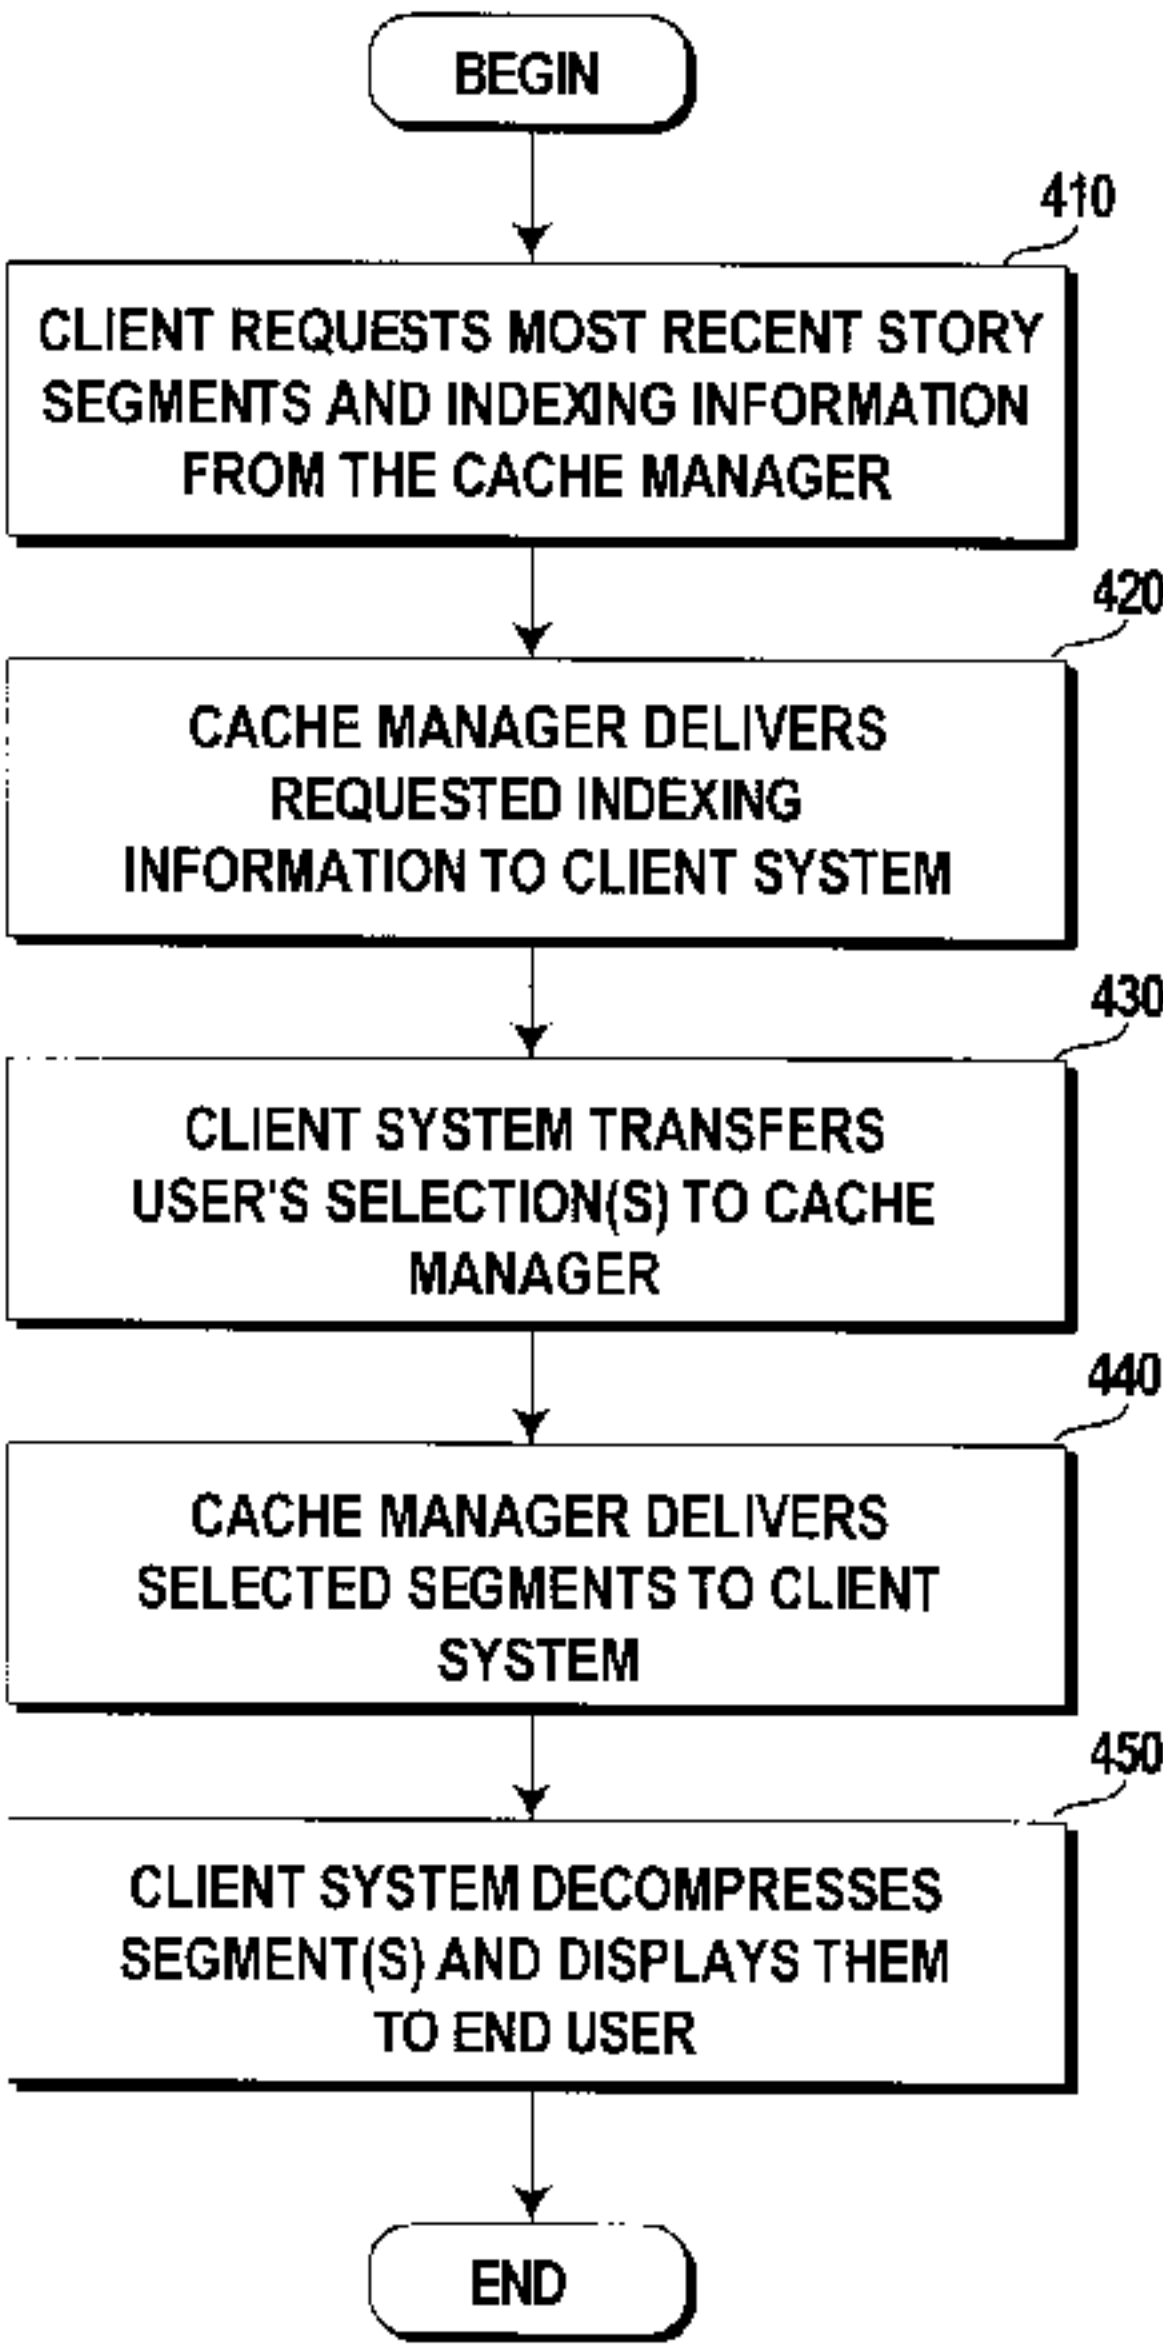 BEGIN
410
CLIENT REQUESTS MOST RECENT STORY
SEGMENTS AND INDEXING INFORMATION
FROM THE CACHE MANAGER
420
CACHE MANAGER DELIVERS
REQUESTED INDEXING
INFORMATION TO CLIENT SYSTEM
430
CLIENT SYSTEM TRANSFERS
USER'S SELECTION(S) TO CACHE
MANAGER
440
CACHE MANAGER DELIVERS
SELECTED SEGMENTS TO CLIENT
SYSTEM
450
CLIENT SYSTEM DECOMPRESSES
SEGMENT(S) AND DISPLAYS THEM
TO END USER
END